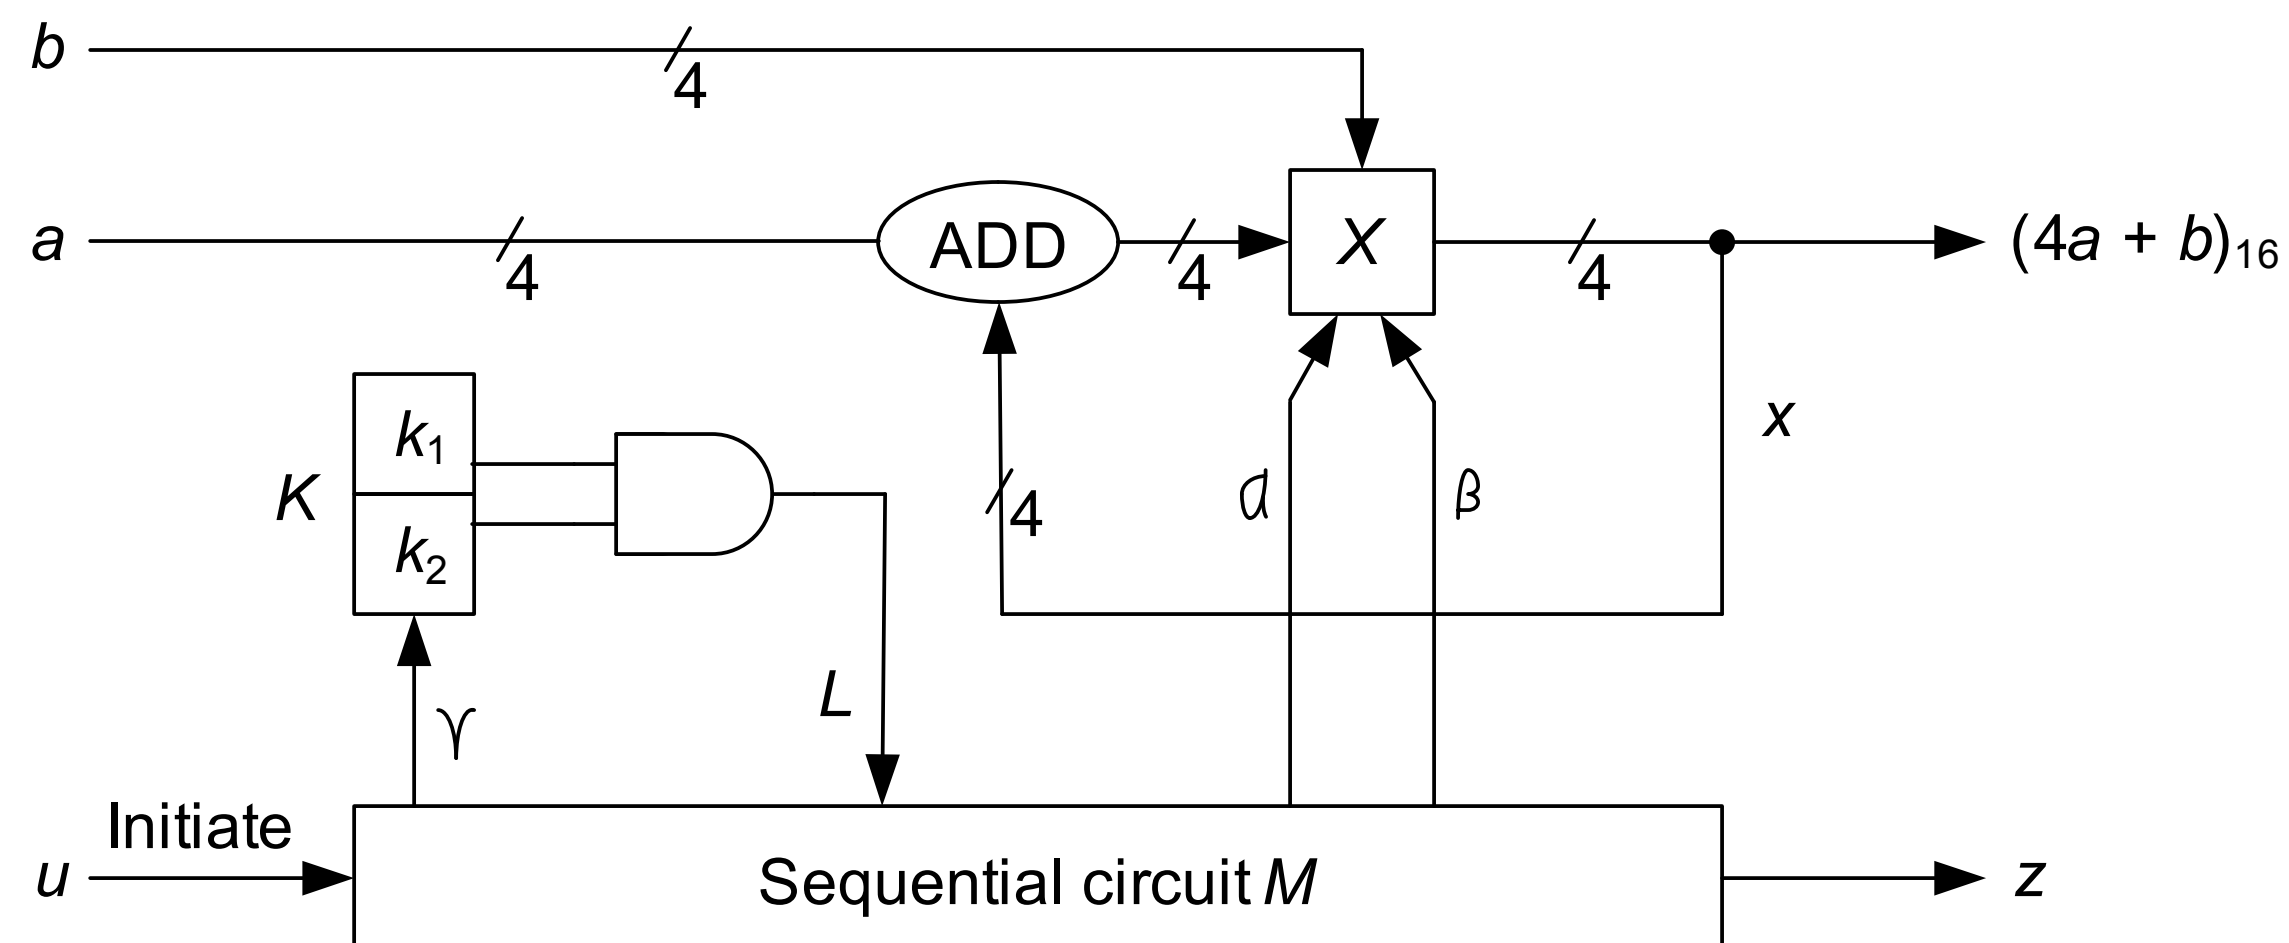 b
4
a
4
ADD
4
X
4
(4a + b)16
k1
K
k2
4
α
β
x
L
γ
Initiate
u
Sequential circuit M
z